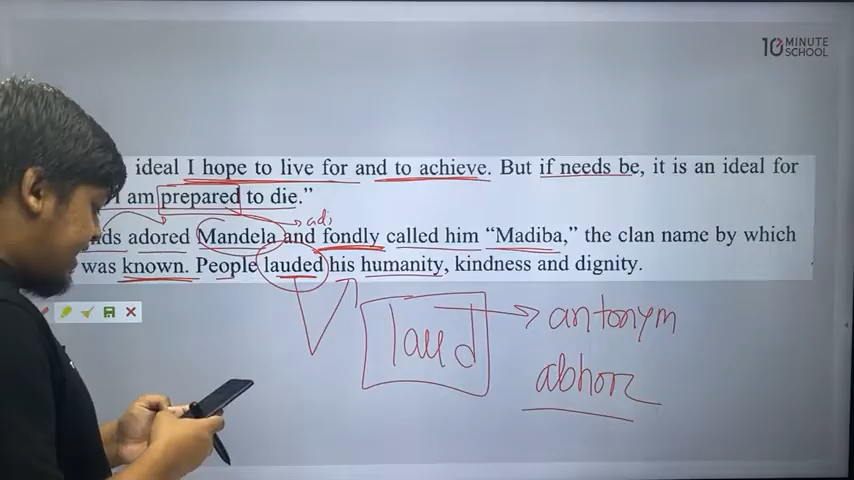 10 MINUTE
SCHOOL
ideal I hope to live for and to achieve. But if needs be, it is an ideal for
I am prepared to die.”
adj
adored Mandela and fondly called him “Madiba,” the clan name by which
was known. People lauded his humanity, kindness and dignity.
laud
antonym
abhor